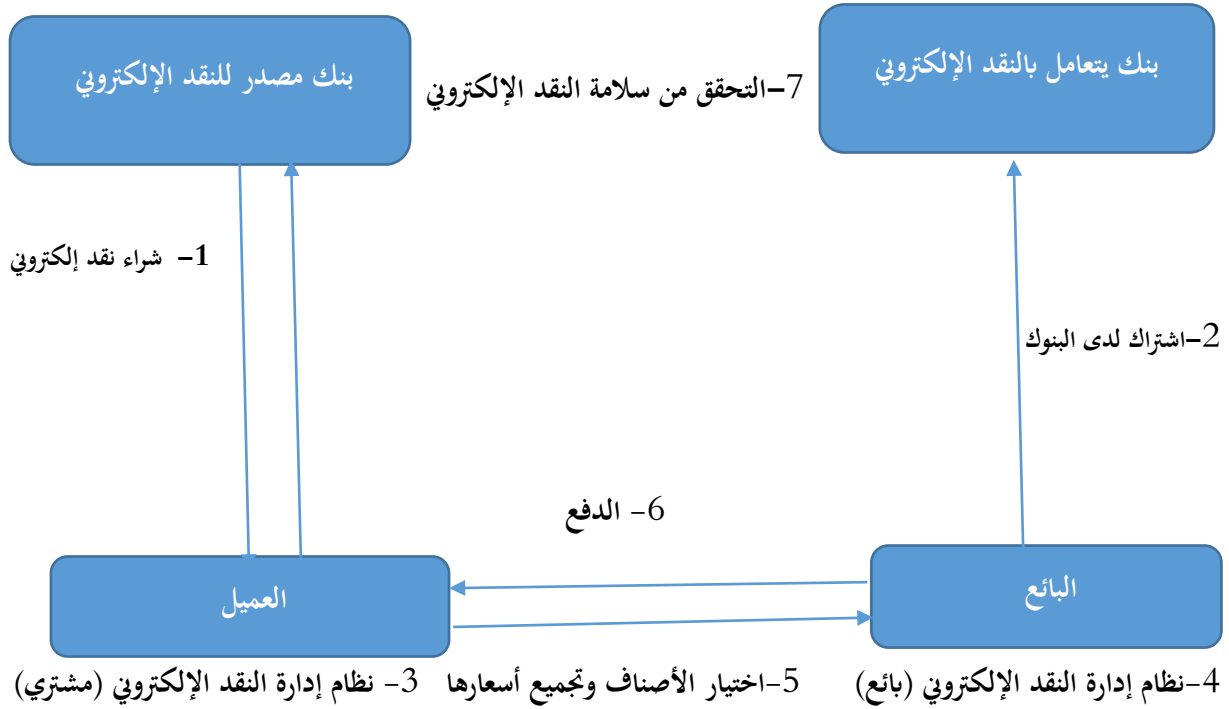 بنك يتعامل بالنقد الإلكتروني
بنك مصدر للنقد الإلكتروني
7-التحقق من سلامة النقد الإلكتروني
1- شراء نقد إلكتروني
2-اشتراك لدى البنوك
6- الدفع
البائع
العميل
4-نظام إدارة النقد الإلكتروني (بائع)
5-اختيار الأصناف وتجميع أسعارها
3- نظام إدارة النقد الإلكتروني (مشتري)